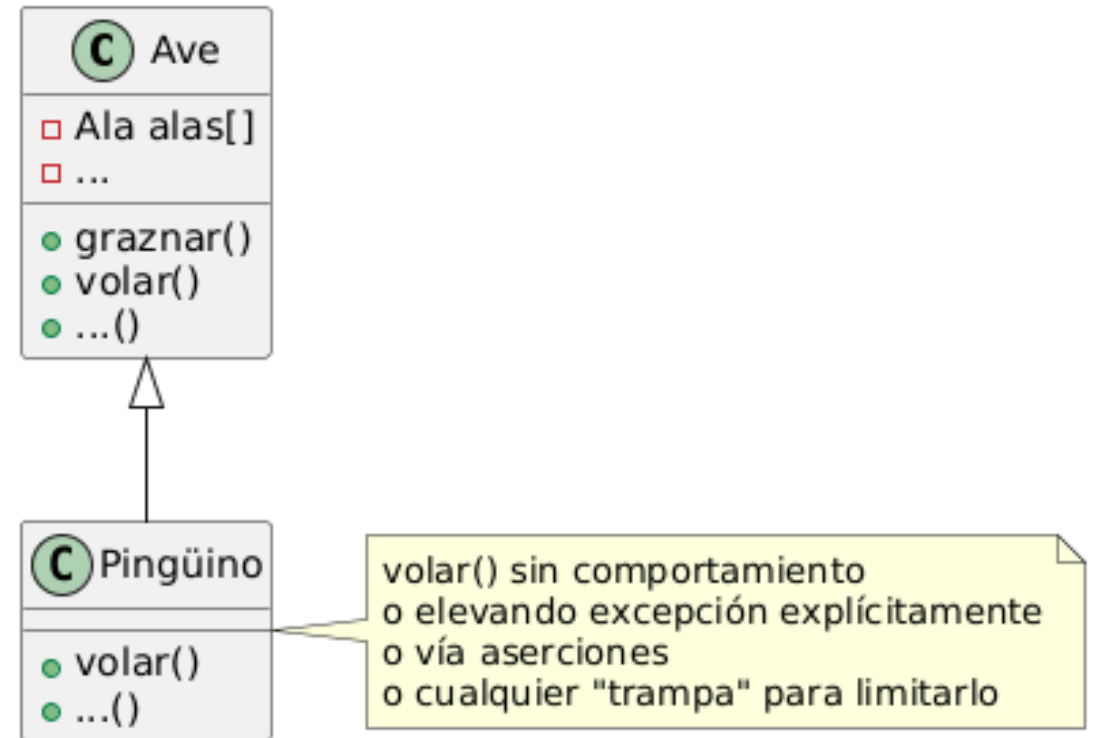 C Ave
Ala alas[]
...
graznar()
volar()
...()
C Pingüino
volar()
...()
volar() sin comportamiento
o elevando excepción explícitamente
o vía aserciones
o cualquier "trampa" para limitarlo